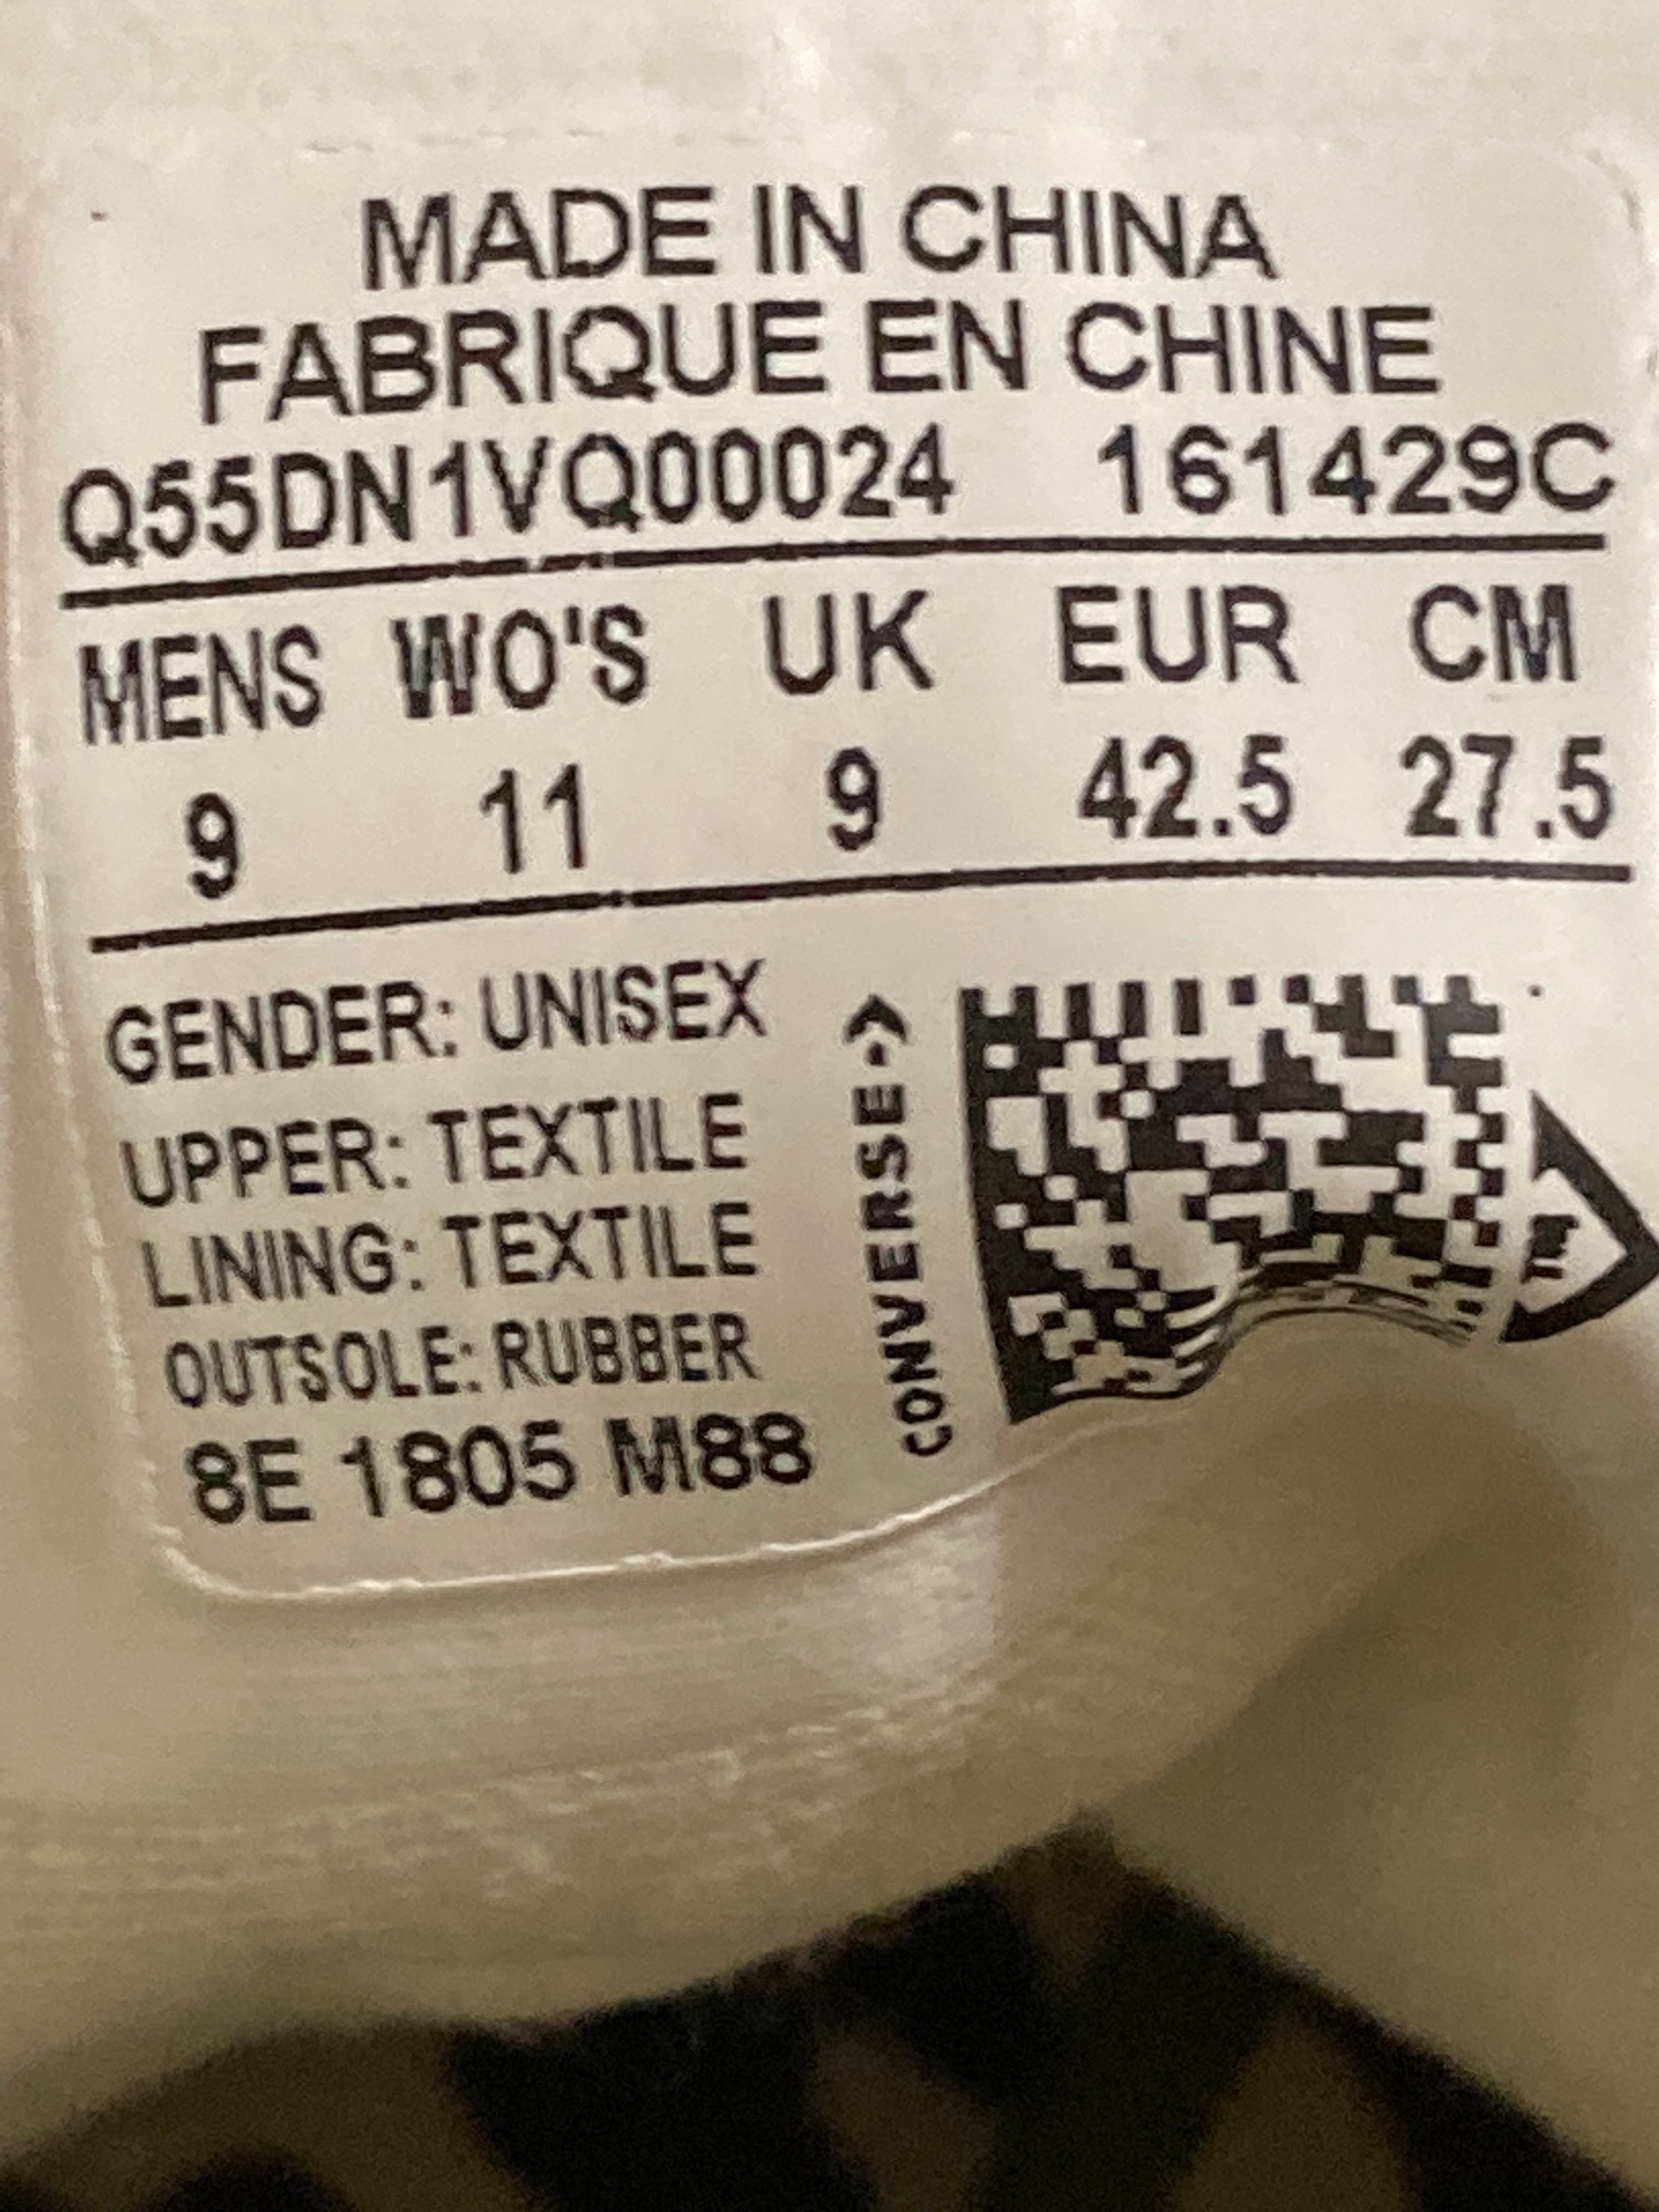 MADE IN CHINA
FABRIQUE EN CHINE
Q55DN1VQ00024 161429C
MENS WO'S UK EUR CM
9 11 9 42.5 27.5
GENDER: UNISEX
UPPER: TEXTILE
LINING: TEXTILE
OUTSOLE: RUBBER
8E 1805 M88
CONVERSE
TM